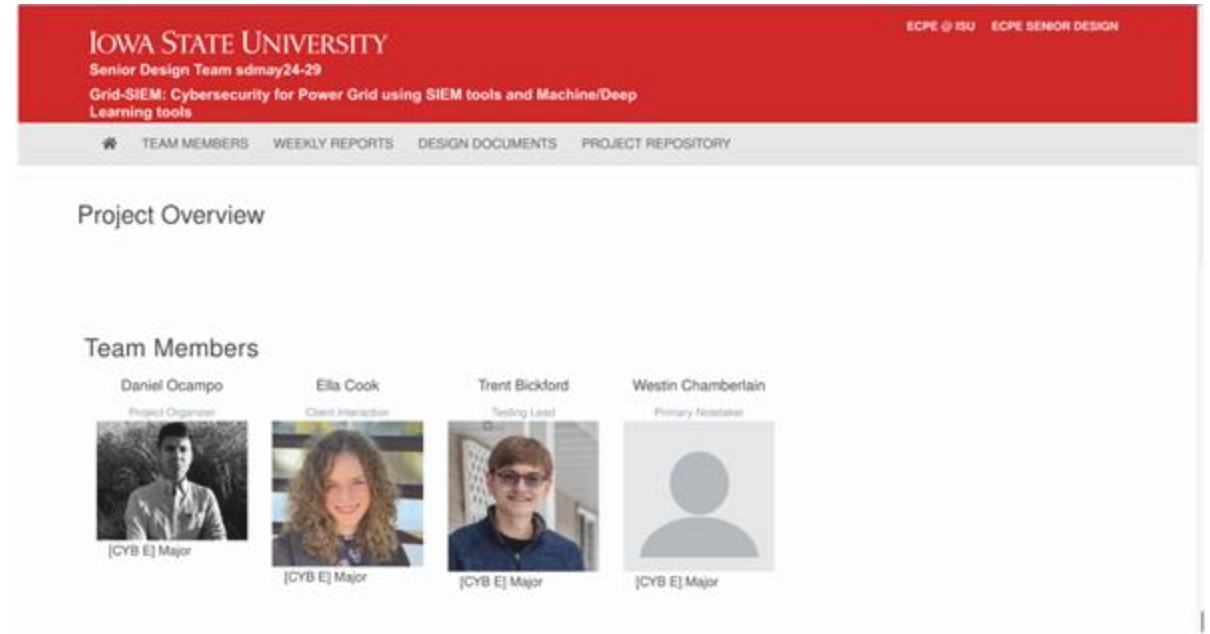 IOWA STATE UNIVERSITY
ECPE @ ISU ECPE SENIOR DESIGN
Senior Design Team sdmay24-29
Grid-SIEM: Cybersecurity for Power Grid using SIEM tools and Machine/Deep
Learning tools
TEAM MEMBERS WEEKLY REPORTS DESIGN DOCUMENTS PROJECT REPOSITORY
Project Overview
Team Members
Daniel Ocampo Ella Cook Trent Bickford Westin Chamberlain
Project Organizer Client Interaction Testing Lead Primary Notetaker
[CYB E] Major [CYB E] Major [CYB E] Major [CYB E] Major